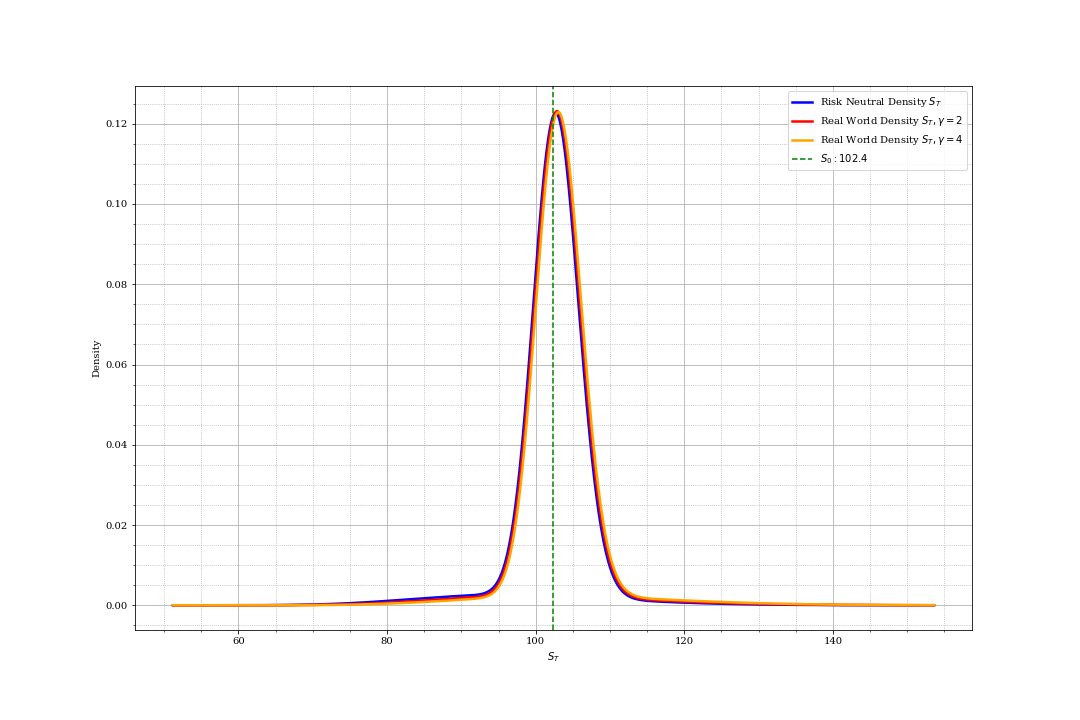 Risk Neutral Density S_T
Real World Density S_T, γ = 2
Real World Density S_T, γ = 4
S_0 : 102.4
0.12
0.10
0.08
0.06
0.04
0.02
0.00
Density
60
80
100
120
140
S_T